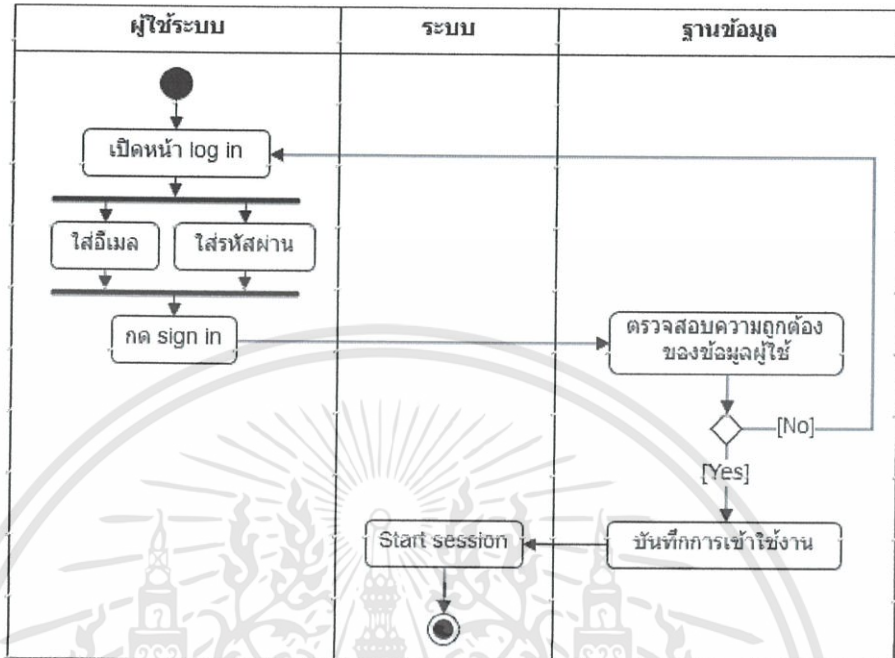 ผู้ใช้ระบบ
ระบบ
ฐานข้อมูล
เปิดหน้า log in
ใส่อีเมล
ใส่รหัสผ่าน
กด sign in
ตรวจสอบความถูกต้อง
ของข้อมูลผู้ใช้
[No]
[Yes]
Start session
บันทึกการเข้าใช้งาน